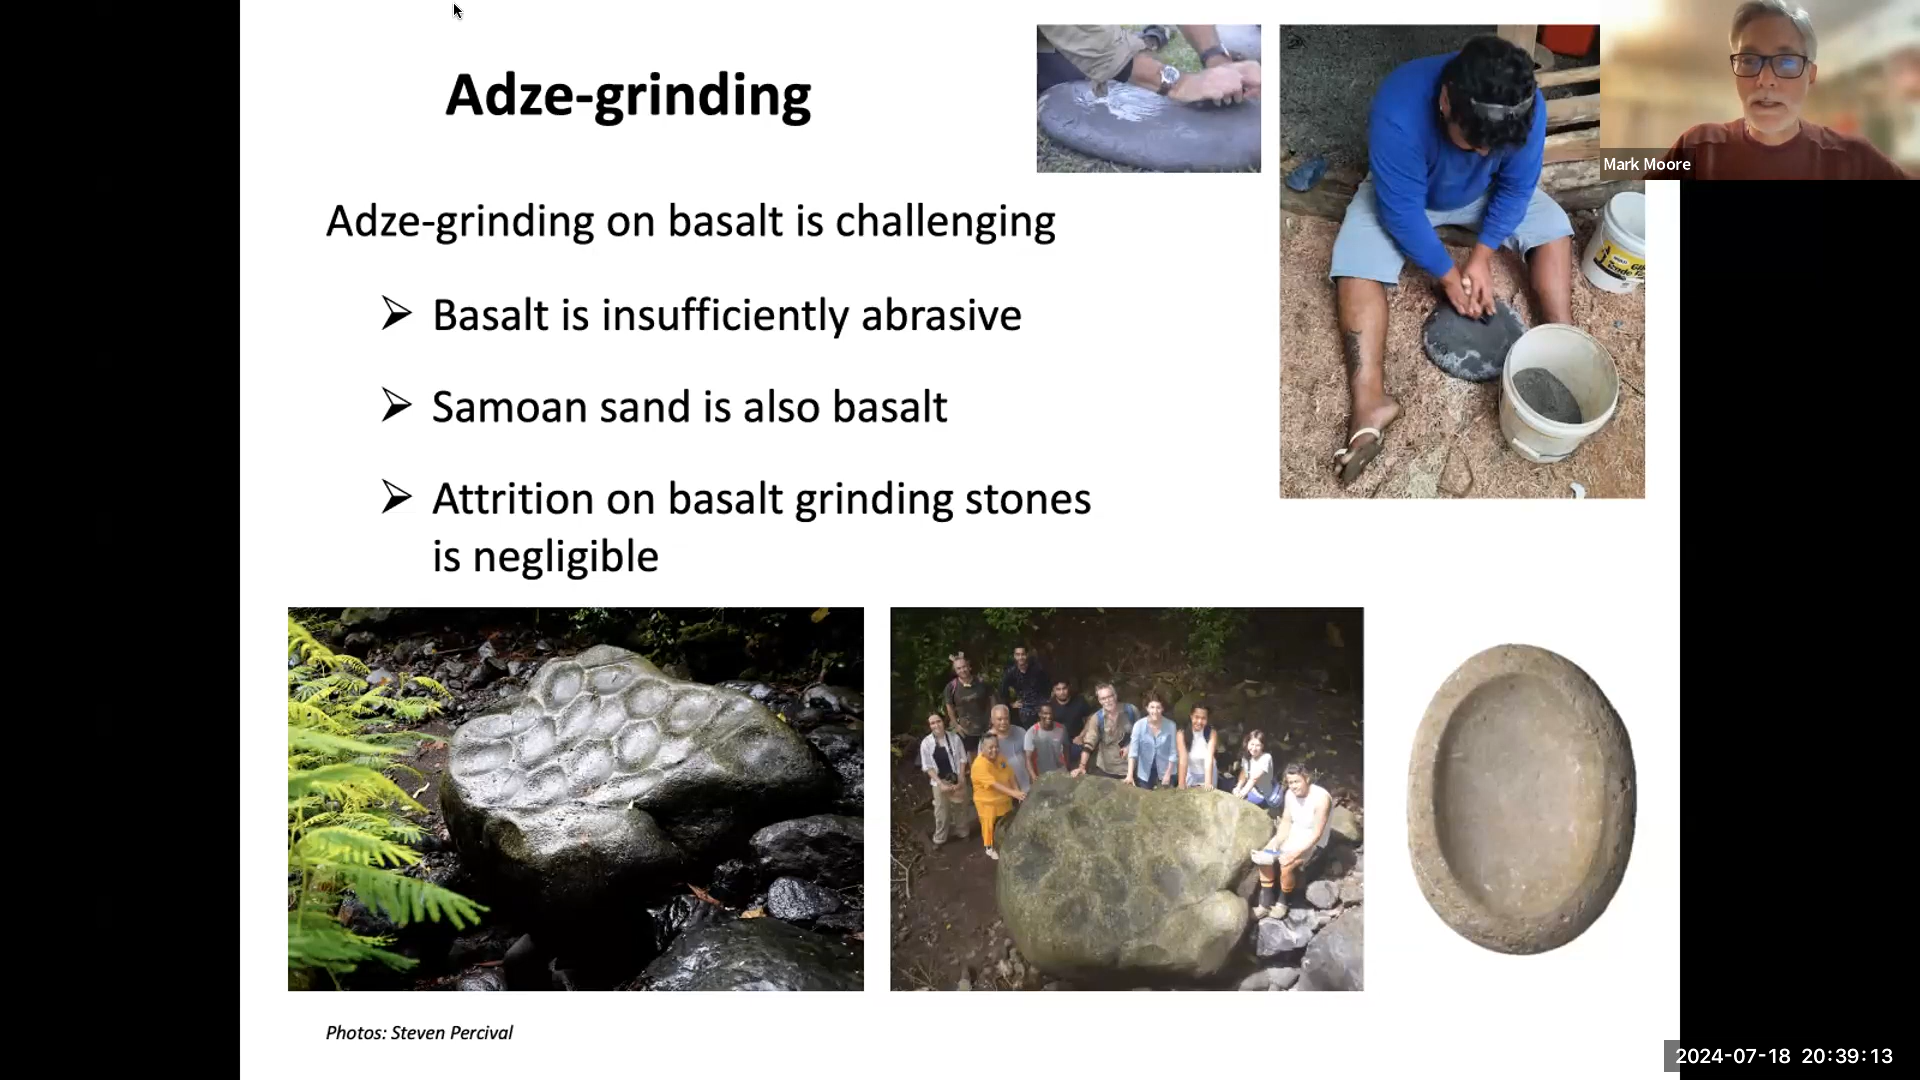 Adze-grinding
Mark Moore
Adze-grinding on basalt is challenging
Basalt is insufficiently abrasive
Samoan sand is also basalt
Attrition on basalt grinding stones
is negligible
Photos: Steven Percival
2024-07-18 20:39:13